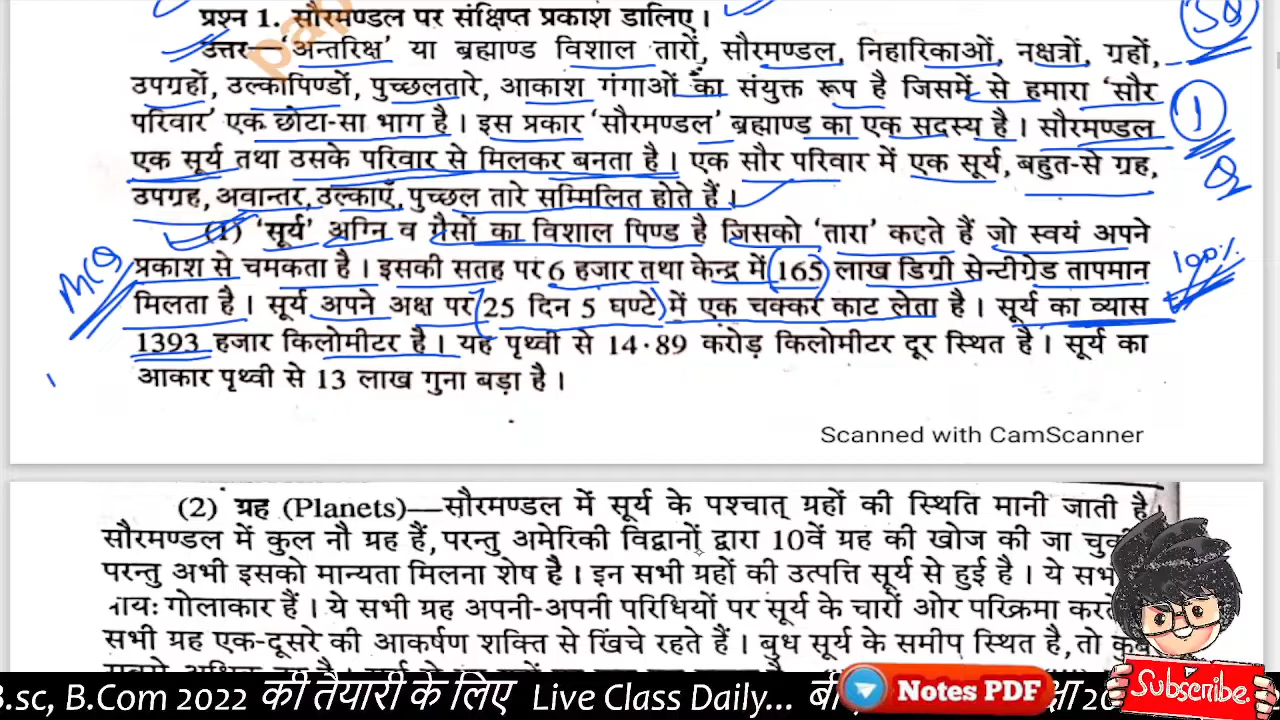 प्रश्न 1. सौरमण्डल पर संक्षिप्त प्रकाश डालिए।
उत्तर—'अन्तरिक्ष' या ब्रह्माण्ड विशाल तारों, सौरमण्डल, निहारिकाओं, नक्षत्रों, ग्रहों,
उपग्रहों, उल्कापिण्डों, पुच्छलतारे, आकाश गंगाओं का संयुक्त रूप है जिसमें से हमारा 'सौर
परिवार' एक छोटा-सा भाग है। इस प्रकार 'सौरमण्डल' ब्रह्माण्ड का एक सदस्य है। सौरमण्डल
एक सूर्य तथा उसके परिवार से मिलकर बनता है। एक सौर परिवार में एक सूर्य, बहुत-से ग्रह,
उपग्रह, अवान्तर, उल्काएँ, पुच्छल तारे सम्मिलित होते हैं।
(1) 'सूर्य' अग्नि व गैसों का विशाल पिण्ड है जिसको 'तारा' कहते हैं जो स्वयं अपने
प्रकाश से चमकता है। इसकी सतह पर 6 हजार तथा केन्द्र में 165 लाख डिग्री सेन्टीग्रेड तापमान
मिलता है। सूर्य अपने अक्ष पर 25 दिन 5 घण्टे में एक चक्कर काट लेता है। सूर्य का व्यास
1393 हजार किलोमीटर है। यह पृथ्वी से 14·89 करोड़ किलोमीटर दूर स्थित है। सूर्य का
आकार पृथ्वी से 13 लाख गुना बड़ा है।
MCQ
1
Q
100%
Scanned with CamScanner
(2) ग्रह (Planets)—सौरमण्डल में सूर्य के पश्चात् ग्रहों की स्थिति मानी जाती है।
सौरमण्डल में कुल नौ ग्रह हैं, परन्तु अमेरिकी विद्वानों द्वारा 10वें ग्रह की खोज की जा
परन्तु अभी इसको मान्यता मिलना शेष है। इन सभी ग्रहों की उत्पत्ति सूर्य से हुई है। ये
गोलाकार हैं। ये सभी ग्रह अपनी-अपनी परिधियों पर सूर्य के चारों ओर परिक्रमा
सभी ग्रह एक-दूसरे की आकर्षण शक्ति से खिंचे रहते हैं। बुध सूर्य के समीप स्थित है, तो
B.sc, B.Com 2022 की तैयारी के लिए Live Class Daily...
Notes PDF
Subscribe